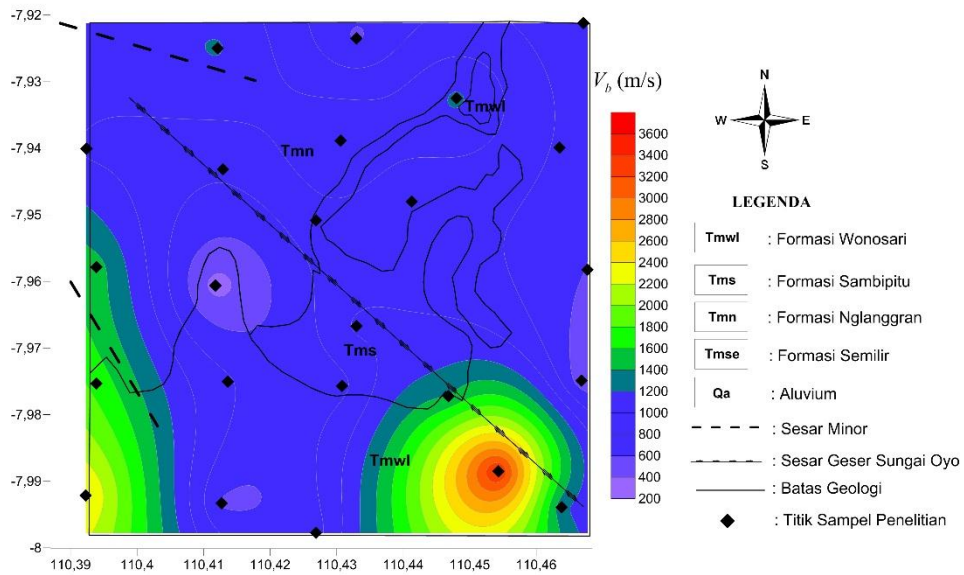 -7,92
-7,93
-7,94
-7,95
-7,96
-7,97
-7,98
-7,99
-8
110,39 110,4 110,41 110,42 110,43 110,44 110,45 110,46
Tmwl
Tmn
Tms
Tmwl
V_b (m/s)
3600
3400
3200
3000
2800
2600
2400
2200
2000
1800
1600
1400
1200
1000
800
600
400
200
N
W E
S
LEGENDA
Tmwl : Formasi Wonosari
Tms : Formasi Sambipitu
Tmn : Formasi Nglanggran
Tmse : Formasi Semilir
Qa : Aluvium
: Sesar Minor
: Sesar Geser Sungai Oyo
: Batas Geologi
: Titik Sampel Penelitian